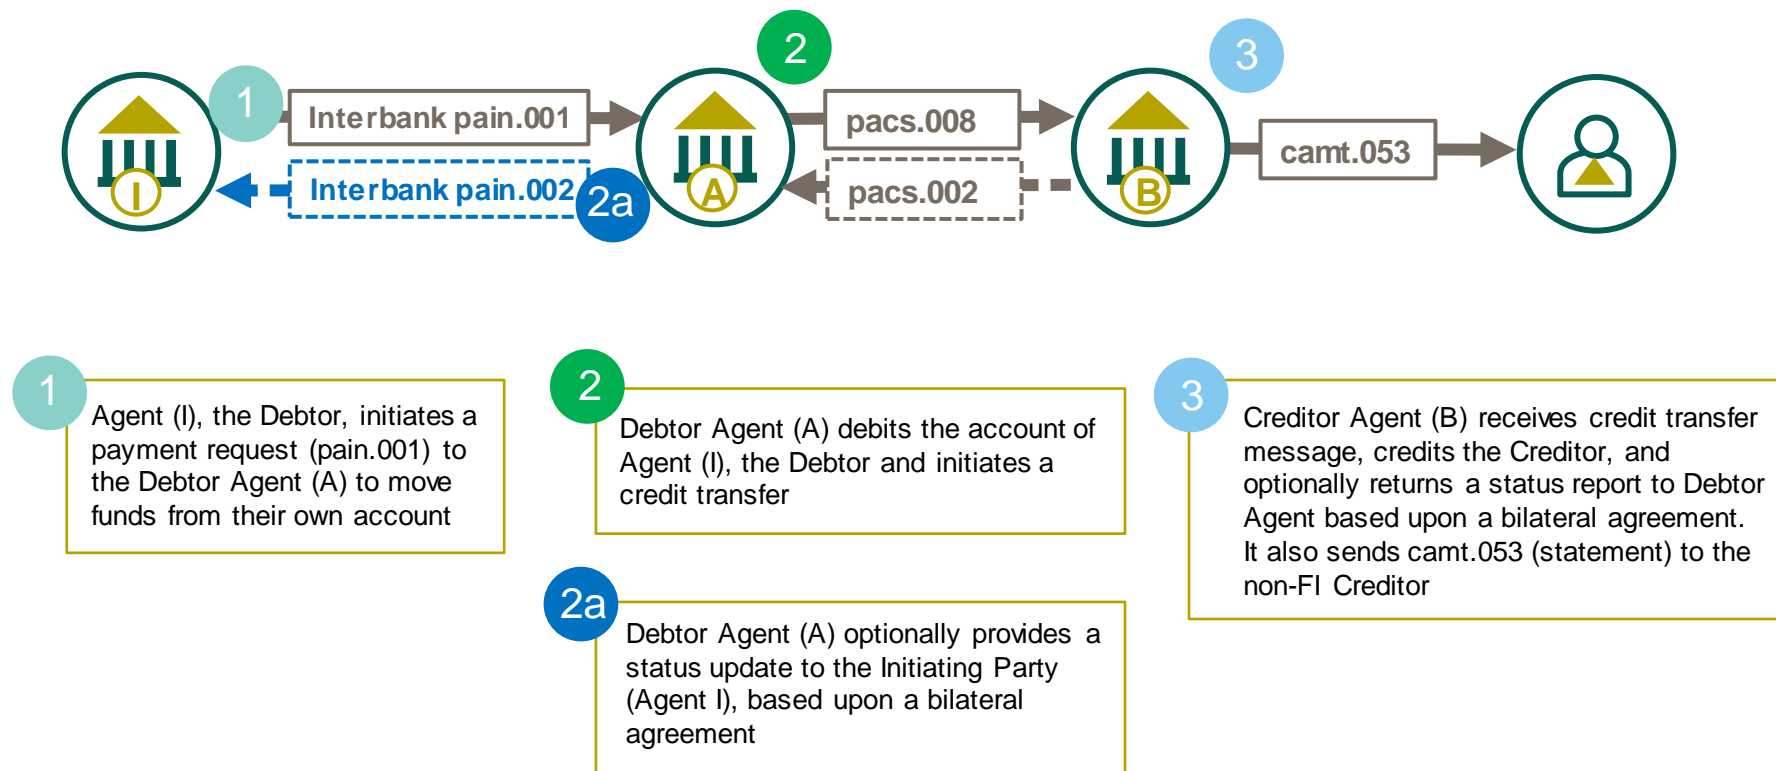 1
2
3
Interbank pain.001
pacs.008
camt.053
Interbank pain.002
2a
pacs.002
I
A
B
1
Agent (I), the Debtor, initiates a
payment request (pain.001) to
the Debtor Agent (A) to move
funds from their own account
2
Debtor Agent (A) debits the account of
Agent (I), the Debtor and initiates a
credit transfer
2a
Debtor Agent (A) optionally provides a
status update to the Initiating Party
(Agent I), based upon a bilateral
agreement
3
Creditor Agent (B) receives credit transfer
message, credits the Creditor, and
optionally returns a status report to Debtor
Agent based upon a bilateral agreement.
It also sends camt.053 (statement) to the
non-FI Creditor